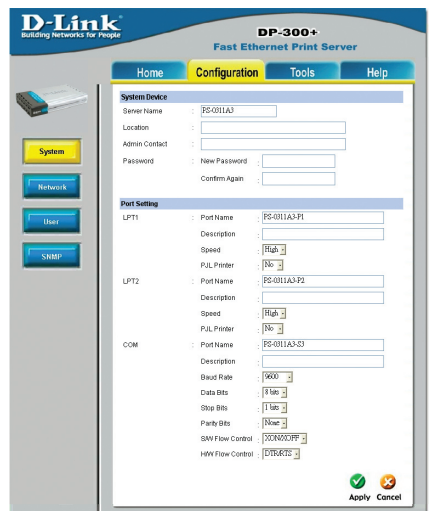 D-Link
Building Networks for People
DP-300+
Fast Ethernet Print Server
Home Configuration Tools Help
System
Network
User
SNMP
System Device
Server Name : PS-0311A3
Location :
Admin Contact :
Password : New Password :
Confirm Again :
Port Setting
LPT1 : Port Name : PS-0311A3-P1
Description :
Speed : High
PJL Printer : No
LPT2 : Port Name : PS-0311A3-P2
Description :
Speed : High
PJL Printer : No
COM : Port Name : PS-0311A3-S3
Description :
Baud Rate : 9600
Data Bits : 8 bits
Stop Bits : 1 bits
Parity Bits : None
S/W Flow Control : XON/XOFF
H/W Flow Control : DTR/RTS
Apply Cancel